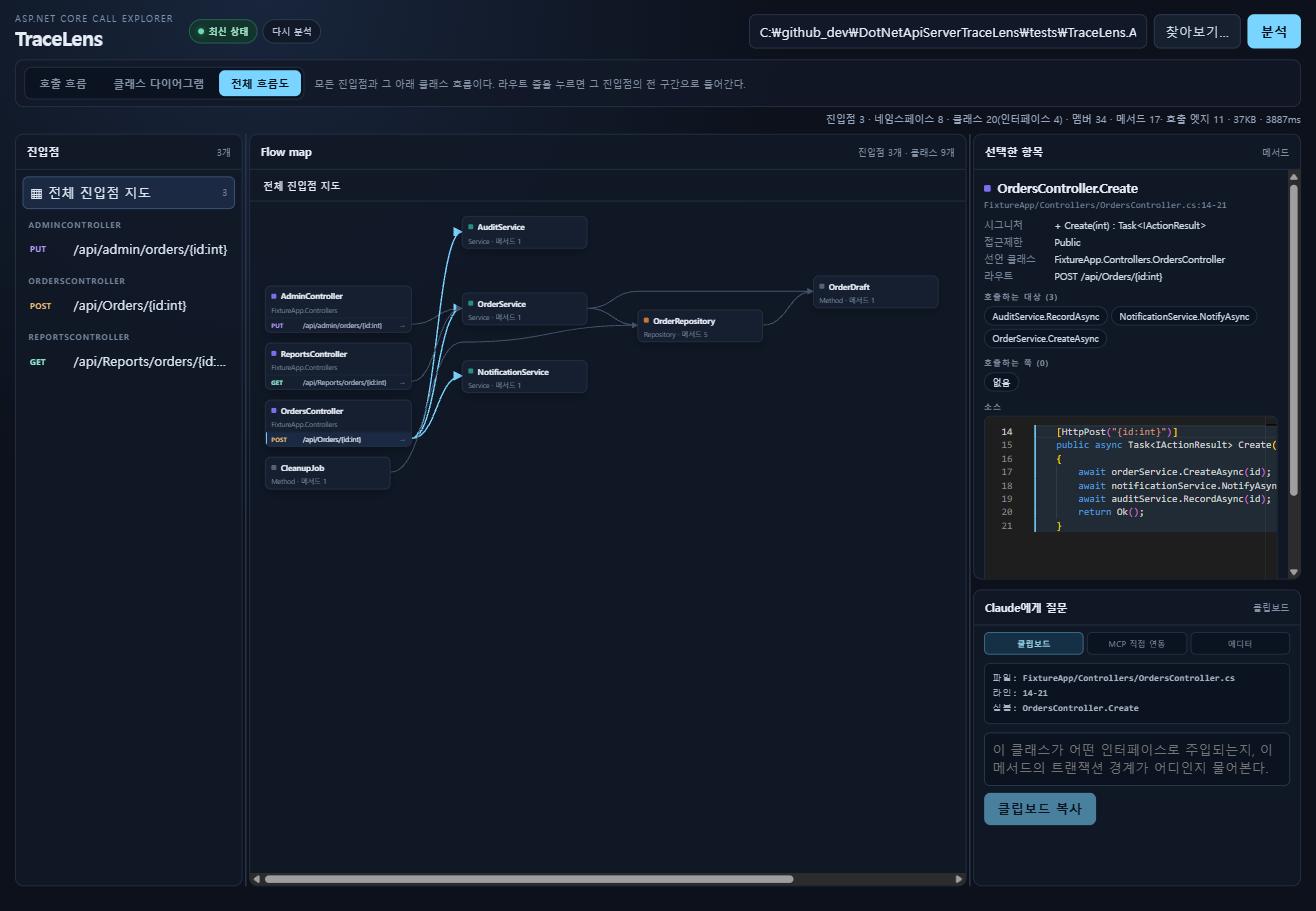 ASP.NET CORE CALL EXPLORER
TraceLens
최신 상태
다시 분석
C:₩github_dev₩DotNetApiServerTraceLens₩tests₩TraceLens.A
찾아보기...
분석
호출 흐름
클래스 다이어그램
전체 흐름도
모든 진입점과 그 아래 클래스 흐름이다. 라우트 줄을 누르면 그 진입점의 전 구간으로 들어간다.
진입점 3 · 네임스페이스 8 · 클래스 20(인터페이스 4) · 멤버 34 · 메서드 17· 호출 엣지 11 · 37KB · 3887ms
진입점
3개
전체 진입점 지도
3
ADMINCONTROLLER
PUT /api/admin/orders/{id:int}
ORDERSCONTROLLER
POST /api/Orders/{id:int}
REPORTSCONTROLLER
GET /api/Reports/orders/{id:...
Flow map
진입점 3개 · 클래스 9개
전체 진입점 지도
AuditService
Service · 메서드 1
AdminController
FixtureApp.Controllers
PUT /api/admin/orders/{id:int} →
OrderService
Service · 메서드 1
OrderDraft
Method · 메서드 1
OrderRepository
Repository · 메서드 5
ReportsController
FixtureApp.Controllers
GET /api/Reports/orders/{id:int} →
NotificationService
Service · 메서드 1
OrdersController
FixtureApp.Controllers
POST /api/Orders/{id:int} →
CleanupJob
Method · 메서드 1
선택한 항목
메서드
OrdersController.Create
FixtureApp/Controllers/OrdersController.cs:14-21
시그니처 + Create(int) : Task<IActionResult>
접근제한 Public
선언 클래스 FixtureApp.Controllers.OrdersController
라우트 POST /api/Orders/{id:int}
호출하는 대상 (3)
AuditService.RecordAsync
NotificationService.NotifyAsync
OrderService.CreateAsync
호출하는 쪽 (0)
없음
소스
14 [HttpPost("{id:int}")]
15 public async Task<IActionResult> Create(
16 {
17 await orderService.CreateAsync(id);
18 await notificationService.NotifyAsyn
19 await auditService.RecordAsync(id);
20 return Ok();
21 }
Claude에게 질문
클립보드
클립보드
MCP 직접 연동
에디터
파일: FixtureApp/Controllers/OrdersController.cs
라인: 14-21
심볼: OrdersController.Create
이 클래스가 어떤 인터페이스로 주입되는지, 이
메서드의 트랜잭션 경계가 어디인지 물어본다.
클립보드 복사